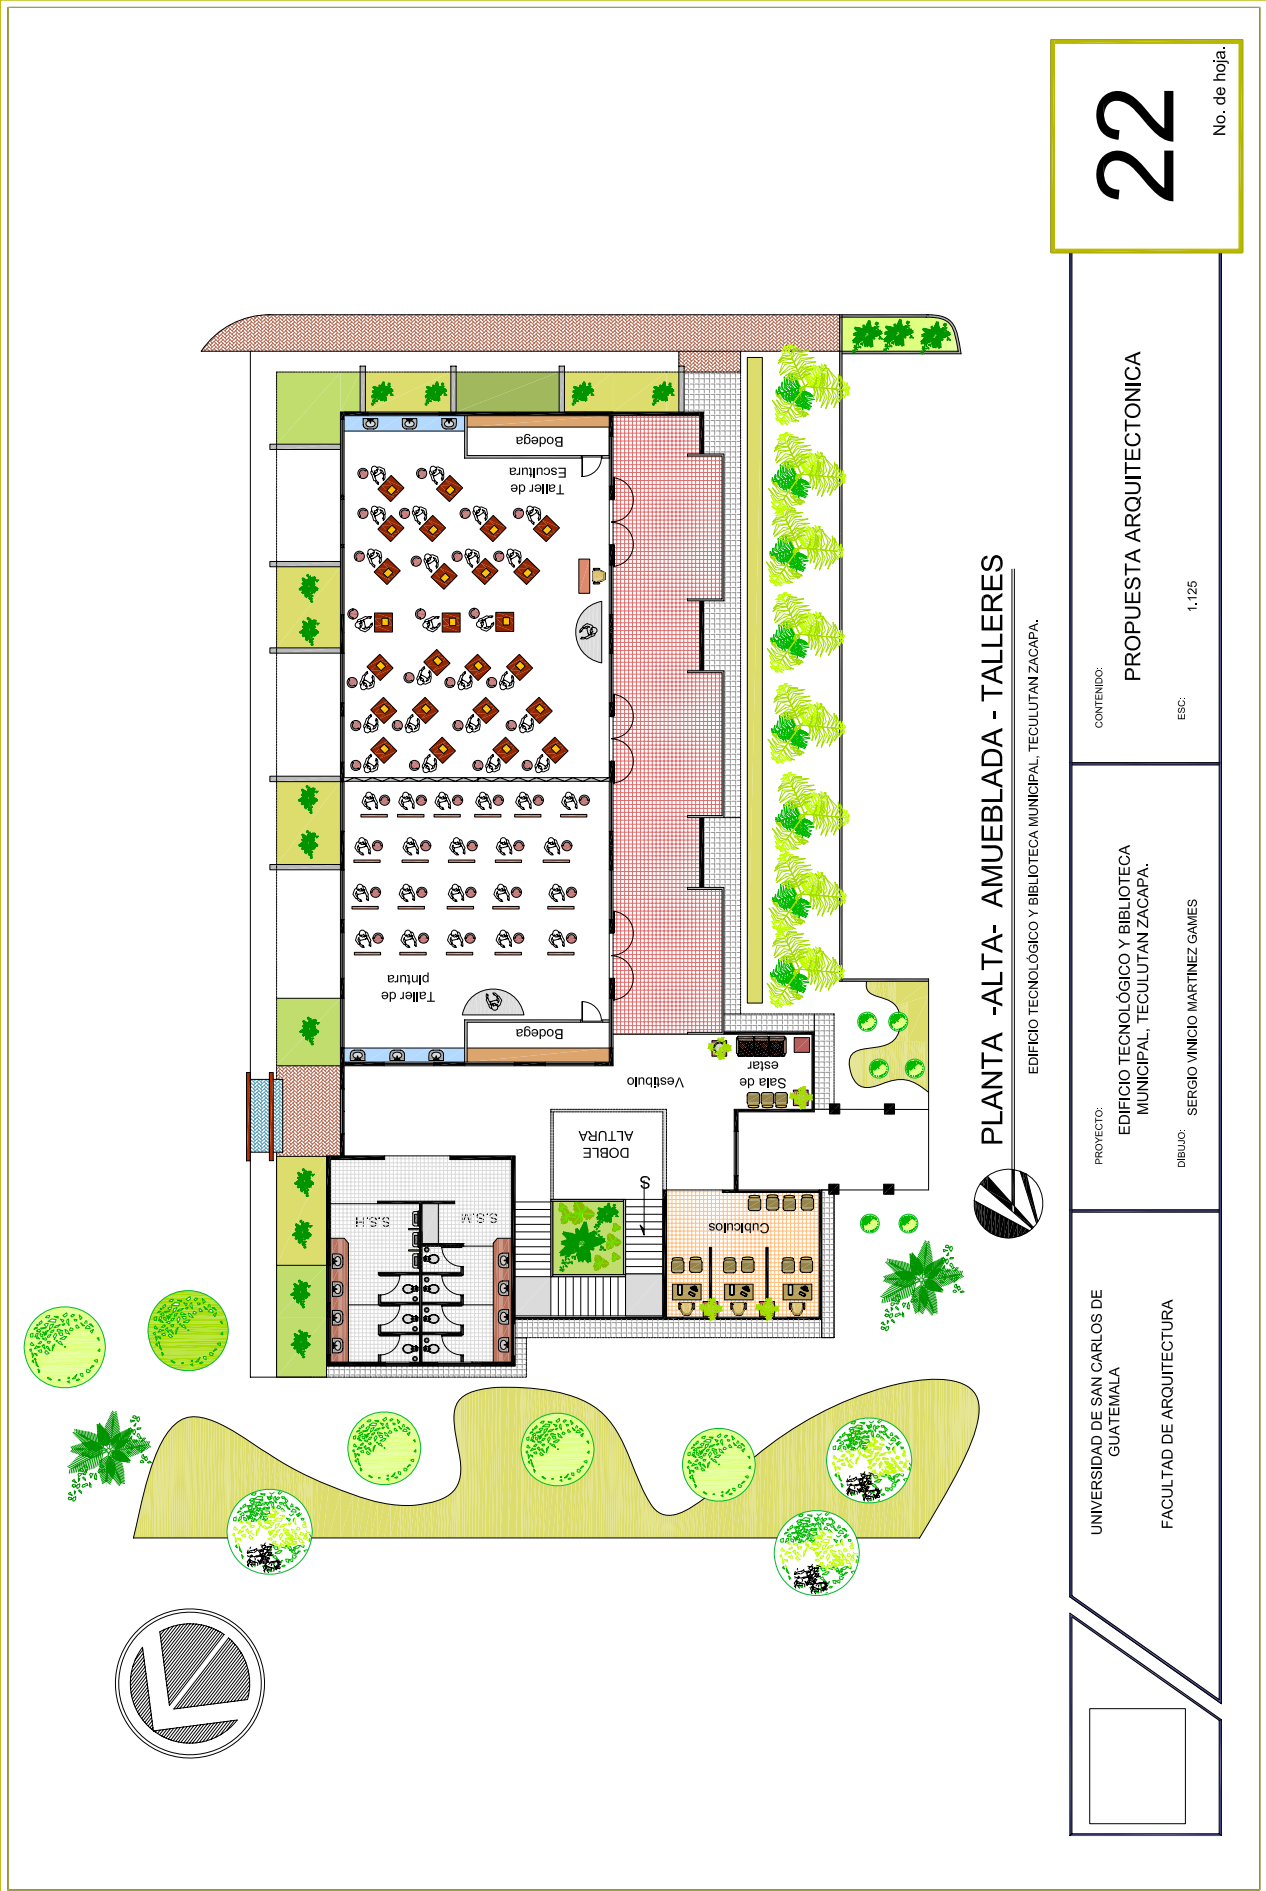 No. de hoja.
22
CONTENIDO:
PROPUESTA ARQUITECTONICA
ESC:
1.125
PROYECTO:
EDIFICIO TECNOLÓGICO Y BIBLIOTECA
MUNICIPAL, TECULUTAN ZACAPA.
DIBUJO:
SERGIO VINICIO MARTINEZ GAMES
UNIVERSIDAD DE SAN CARLOS DE
GUATEMALA
FACULTAD DE ARQUITECTURA
PLANTA -ALTA- AMUEBLADA - TALLERES
EDIFICIO TECNOLÓGICO Y BIBLIOTECA MUNICIPAL, TECULUTAN ZACAPA.
Bodega
Taller de
Escultura
Taller de
pintura
Bodega
Vestibulo
Sala de
estar
DOBLE
ALTURA
S
Cubiculos
S.S.H
S.S.M